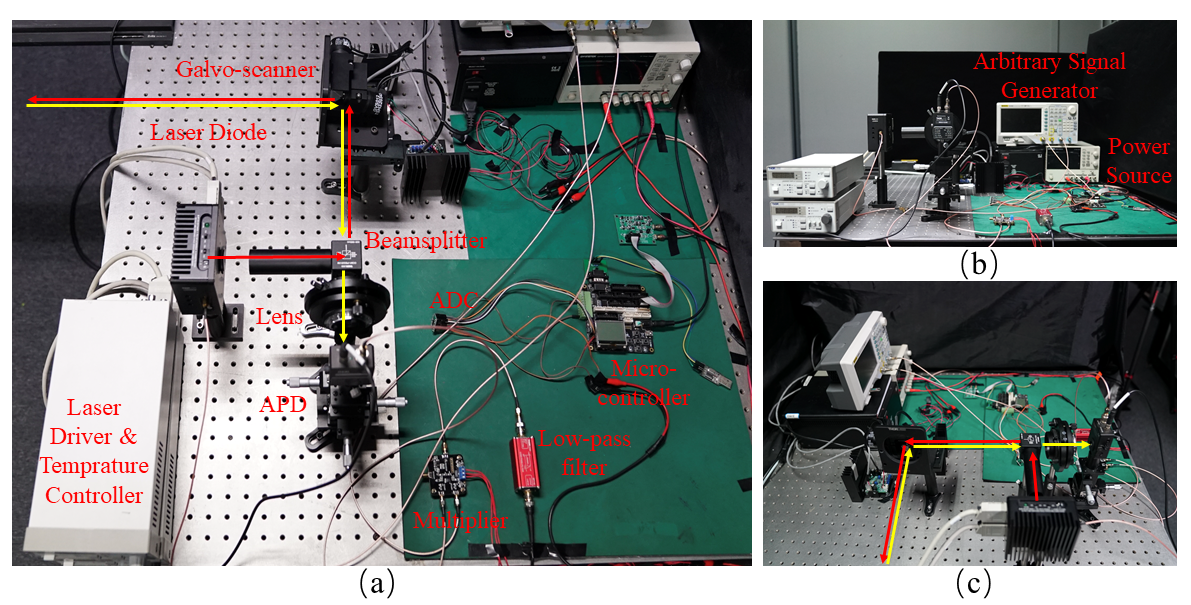 Galvo-scanner
Laser Diode
Beamsplitter
Lens
ADC
APD
Micro-
controller
Laser
Driver &
Temprature
Controller
Low-pass
filter
Multiplier
(a)
Arbitrary Signal
Generator
Power
Source
(b)
(c)